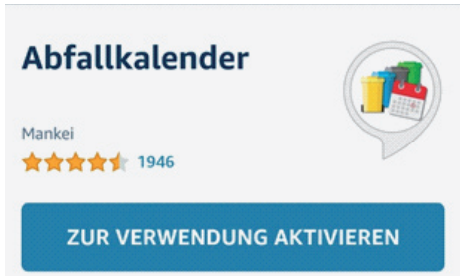 Abfallkalender
Mankei
1946
ZUR VERWENDUNG AKTIVIEREN